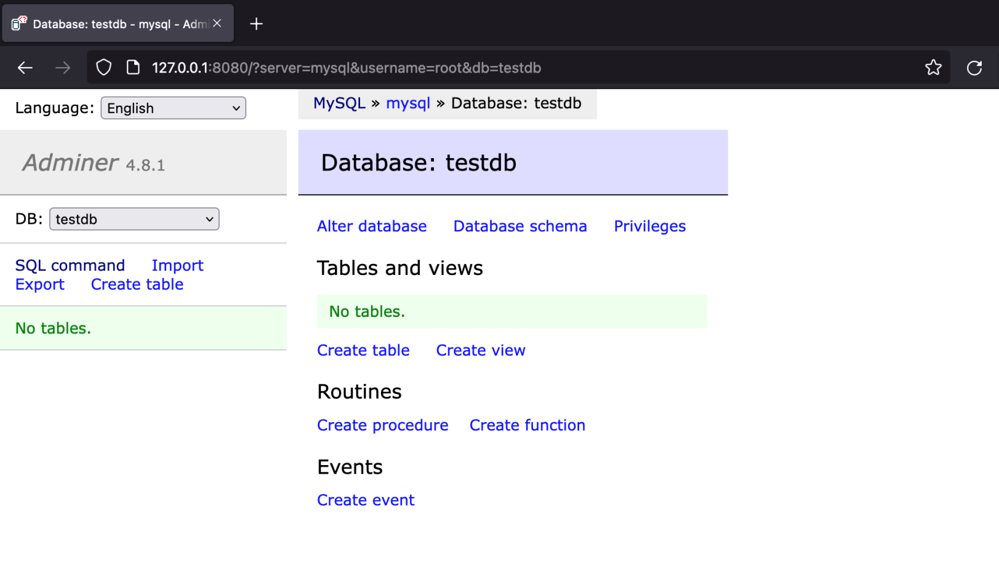 Database: testdb - mysql - Adm
127.0.0.1:8080/?server=mysql&username=root&db=testdb
Language: English
MySQL » mysql » Database: testdb
Adminer 4.8.1
Database: testdb
DB: testdb
SQL command Import
Export Create table
No tables.
Alter database Database schema Privileges
Tables and views
No tables.
Create table Create view
Routines
Create procedure Create function
Events
Create event